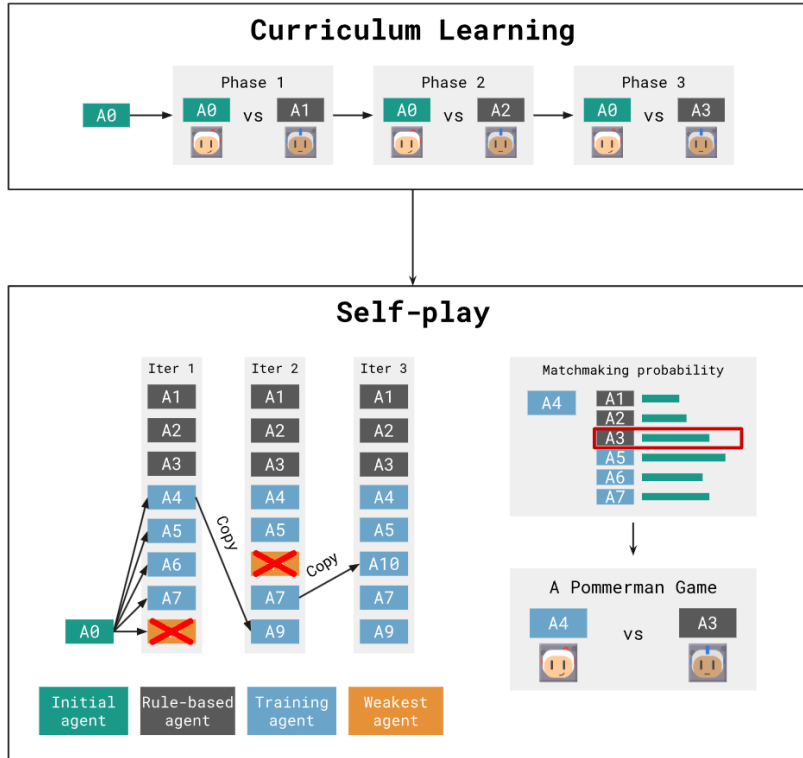 Curriculum Learning
A0
Phase 1
A0 vs A1
Phase 2
A0 vs A2
Phase 3
A0 vs A3
Self-play
Iter 1
A1
A2
A3
A4
A5
A6
A7
A0
Copy
Iter 2
A1
A2
A3
A4
A5
A7
A9
Copy
Iter 3
A1
A2
A3
A4
A5
A10
A7
A9
Matchmaking probability
A4
A1
A2
A3
A5
A6
A7
A Pommerman Game
A4 vs A3
Initial
agent
Rule-based
agent
Training
agent
Weakest
agent